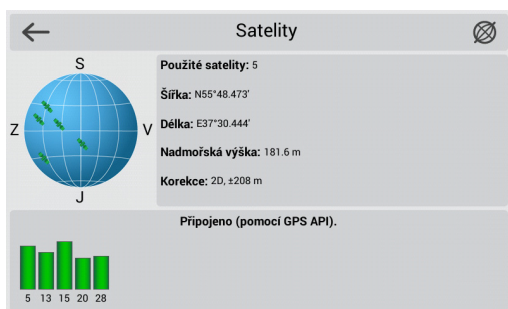 Satelity
S
Z
V
J
Použité satelity: 5
Šířka: N55°48.473'
Délka: E37°30.444'
Nadmořská výška: 181.6 m
Korekce: 2D, ±208 m
Připojeno (pomocí GPS API).
5 13 15 20 28